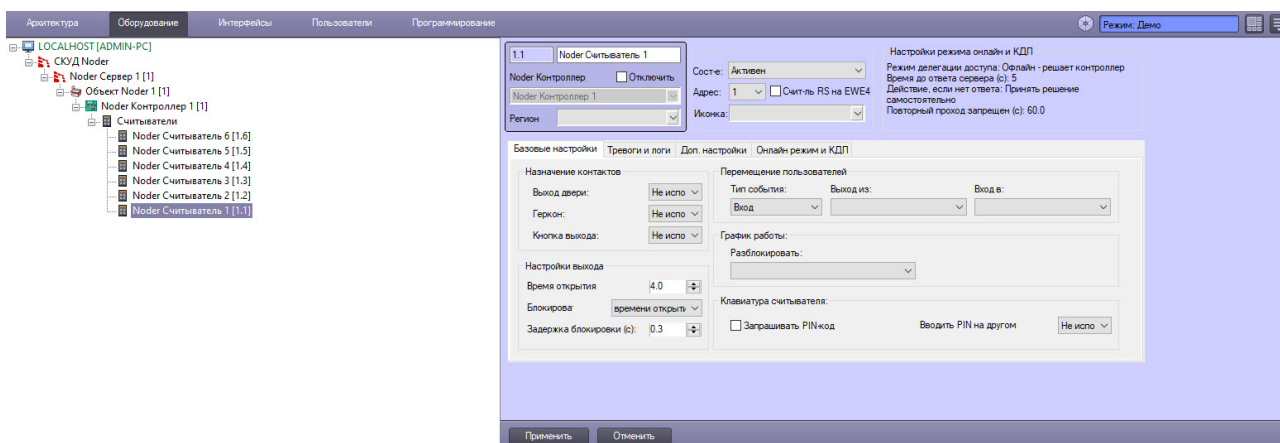 Архитектура Оборудование Интерфейсы Пользователи Программирование Режим: Демо
LOCALHOST [ADMIN-PC]
СКУД Noder
Noder Сервер 1 [1]
Объект Noder 1 [1]
Noder Контроллер 1 [1]
Считыватели
Noder Считыватель 6 [1.6]
Noder Считыватель 5 [1.5]
Noder Считыватель 4 [1.4]
Noder Считыватель 3 [1.3]
Noder Считыватель 2 [1.2]
Noder Считыватель 1 [1.1]
1.1 Noder Считыватель 1
Noder Контроллер Отключить
Noder Контроллер 1
Регион
Сост-е: Активен
Адрес: 1 Счит-ль RS на EWE4
Иконка:
Настройки режима онлайн и КДП
Режим делегации доступа: Офлайн - решает контроллер
Время до ответа сервера (с): 5
Действие, если нет ответа: Принять решение
самостоятельно
Повторный проход запрещен (с): 60.0
Базовые настройки Тревоги и логи Доп. настройки Онлайн режим и КДП
Назначение контактов
Выход двери: Не испо
Геркон: Не испо
Кнопка выхода: Не испо
Настройки выхода
Время открытия 4.0
Блокирова времени открыти
Задержка блокировки (с): 0.3
Перемещение пользователей
Тип события: Выход из: Вход в:
Вход
График работы:
Разблокировать:
Клавиатура считывателя:
Запрашивать PIN-код Вводить PIN на другом Не испо
Применить Отменить